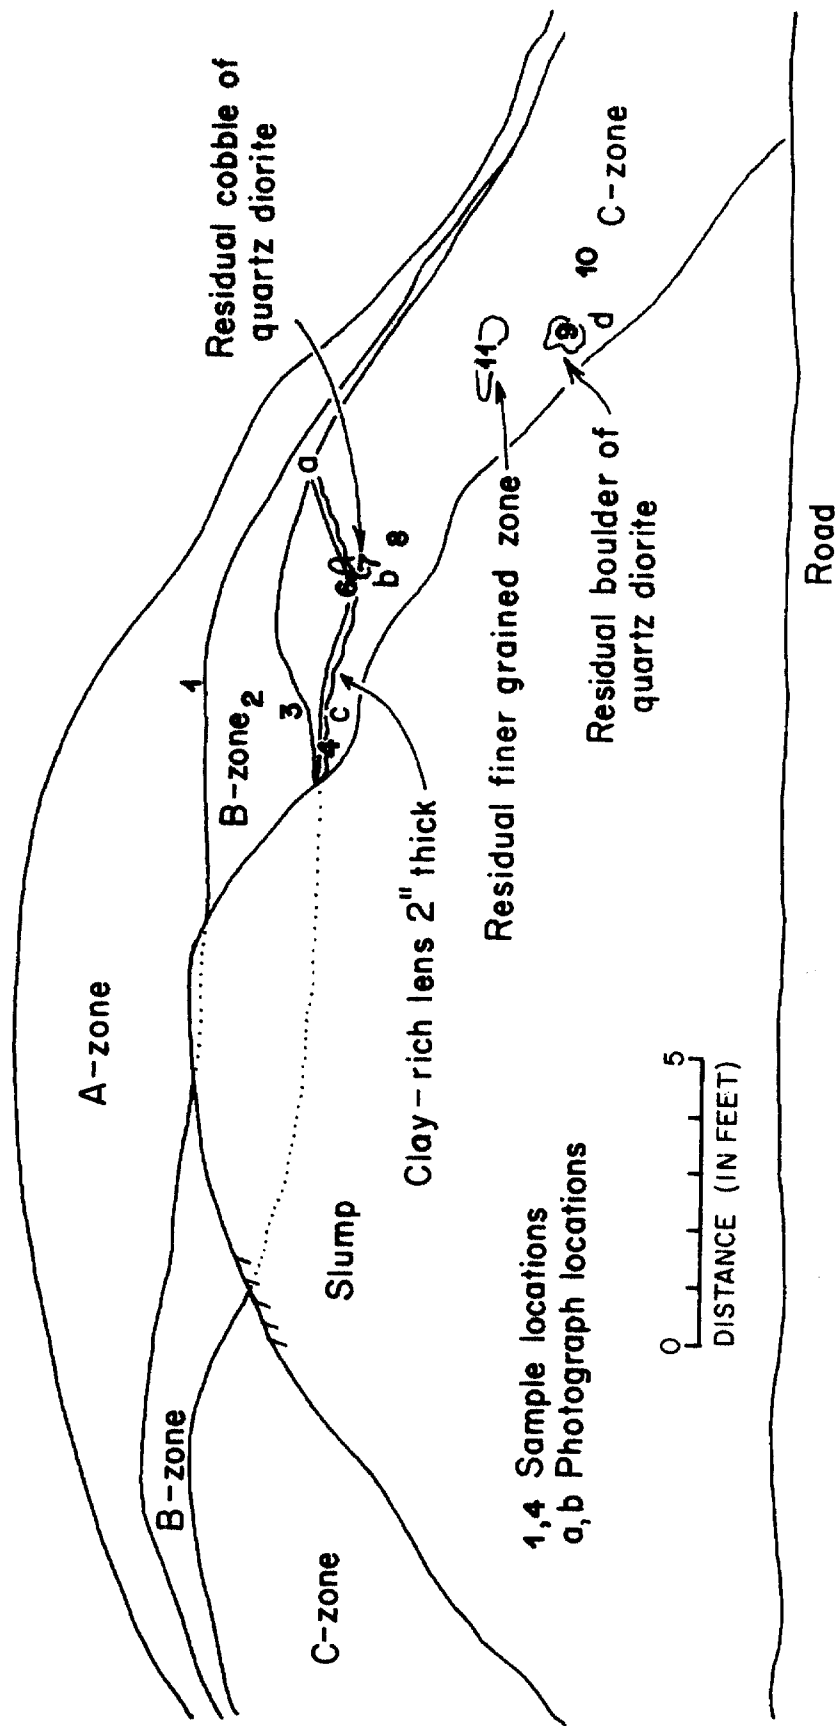 A-zone
B-zone
B-zone
C-zone
C-zone
Slump
Residual cobble of
quartz diorite
1
2
3
4
c
a
6
7
b
8
Clay-rich lens 2" thick
Residual finer grained zone
11
9
d
10
Residual boulder of
quartz diorite
1,4 Sample locations
a,b Photograph locations
0
5
DISTANCE (IN FEET)
Road